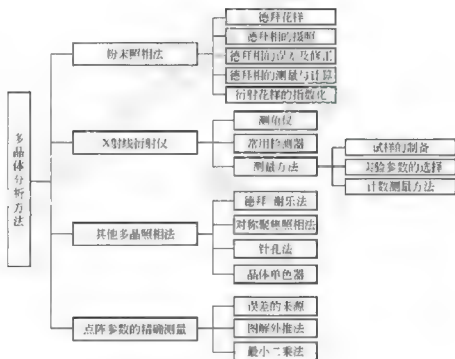 多晶体分析方法
粉末照相法
德拜花样
德拜相的摄照
德拜相的误差及修正
德拜相的测量与计算
衍射花样的指数化
X射线衍射仪
测角仪
常用检测器
测量方法
试样的制备
实验参数的选择
计数测量方法
其他多晶照相法
德拜-谢乐法
对称聚焦照相法
针孔法
晶体单色器
点阵参数的精确测量
误差的来源
图解外推法
最小二乘法